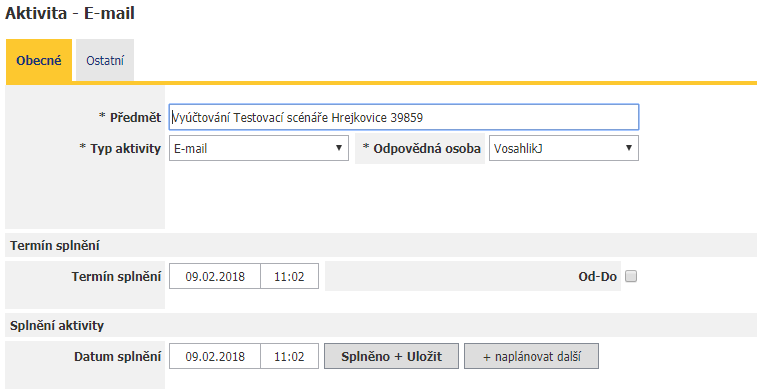 Aktivita - E-mail
Obecné Ostatní
* Předmět Vyúčtování Testovací scénáře Hrejkovice 39859
* Typ aktivity E-mail * Odpovědná osoba VosahlikJ
Termín splnění
Termín splnění 09.02.2018 11:02 Od-Do
Splnění aktivity
Datum splnění 09.02.2018 11:02 Splněno + Uložit + naplánovat další